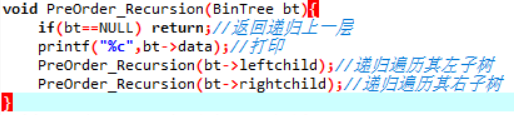 void PreOrder_Recursion(BinTree bt){
    if(bt==NULL) return;//返回递归上一层
    printf("%c",bt->data);//打印
    PreOrder_Recursion(bt->leftchild);//递归遍历其左子树
    PreOrder_Recursion(bt->rightchild);//递归遍历其右子树
}